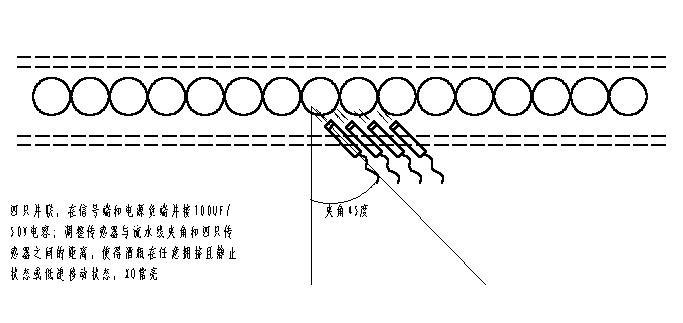 夹角45度
四只并联，在信号端和电源负端并接100UF/
50V电容；调整传感器与流水线夹角和四只传
感器之间的距离，使得酒瓶在任意拥挤且静止
状态或低速移动状态，X0常亮